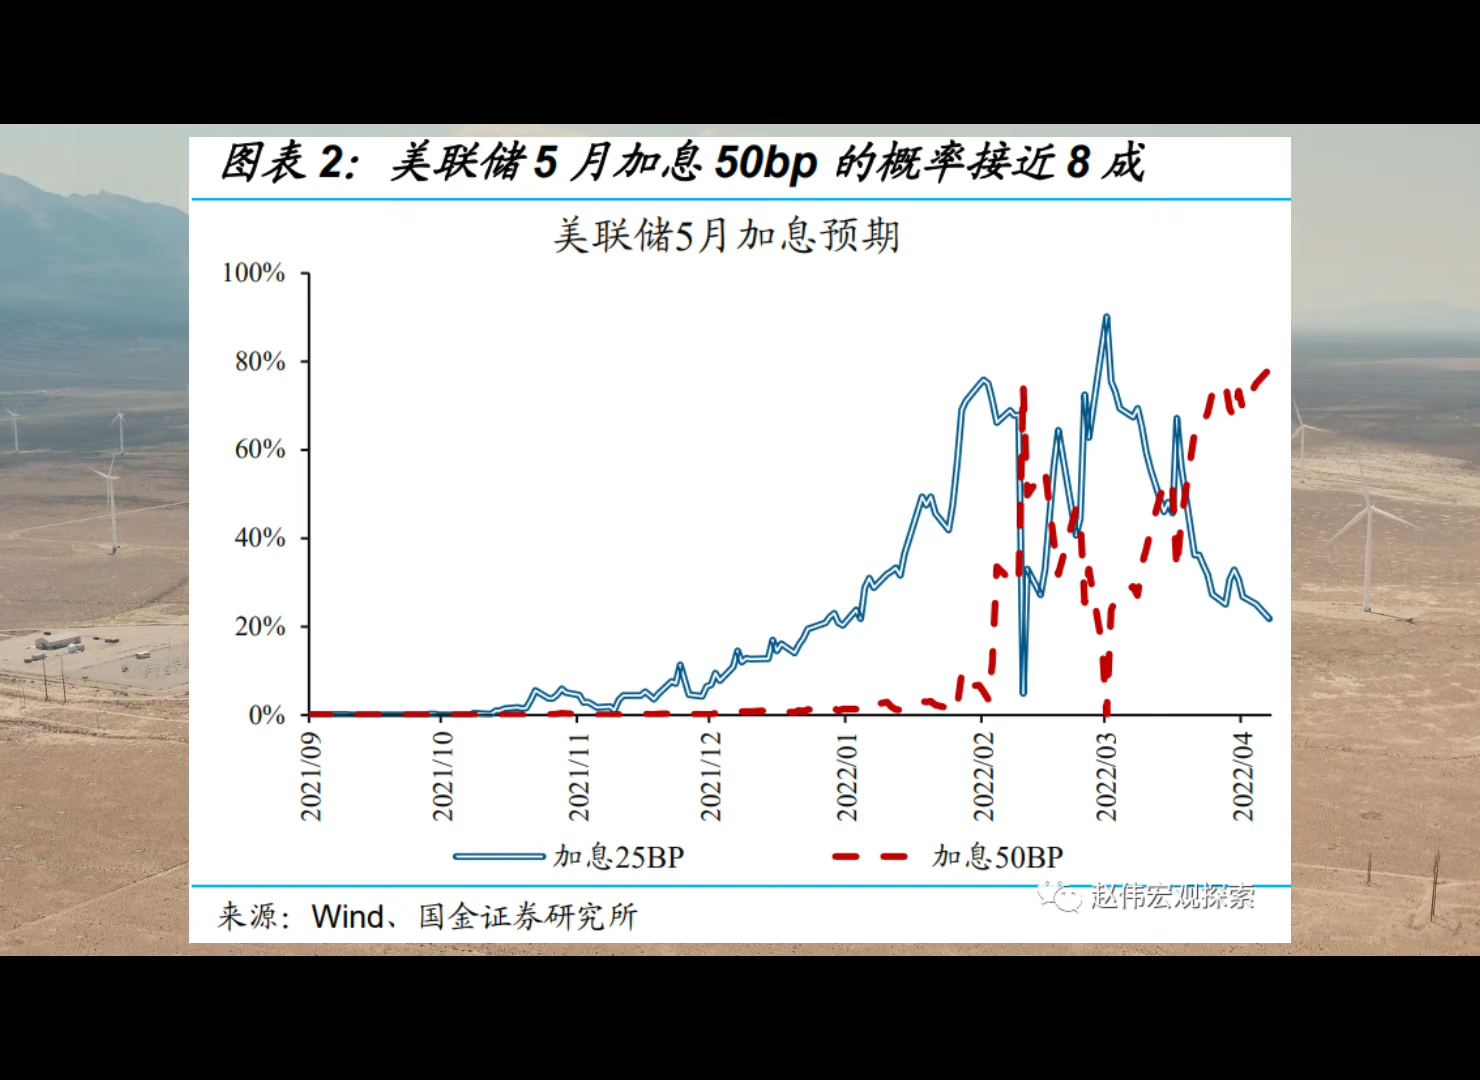 图表 2：美联储 5 月加息 50bp 的概率接近 8 成
美联储5月加息预期
100%
80%
60%
40%
20%
0%
2021/09
2021/10
2021/11
2021/12
2022/01
2022/02
2022/03
2022/04
加息25BP
加息50BP
赵伟宏观探索
来源：Wind、国金证券研究所